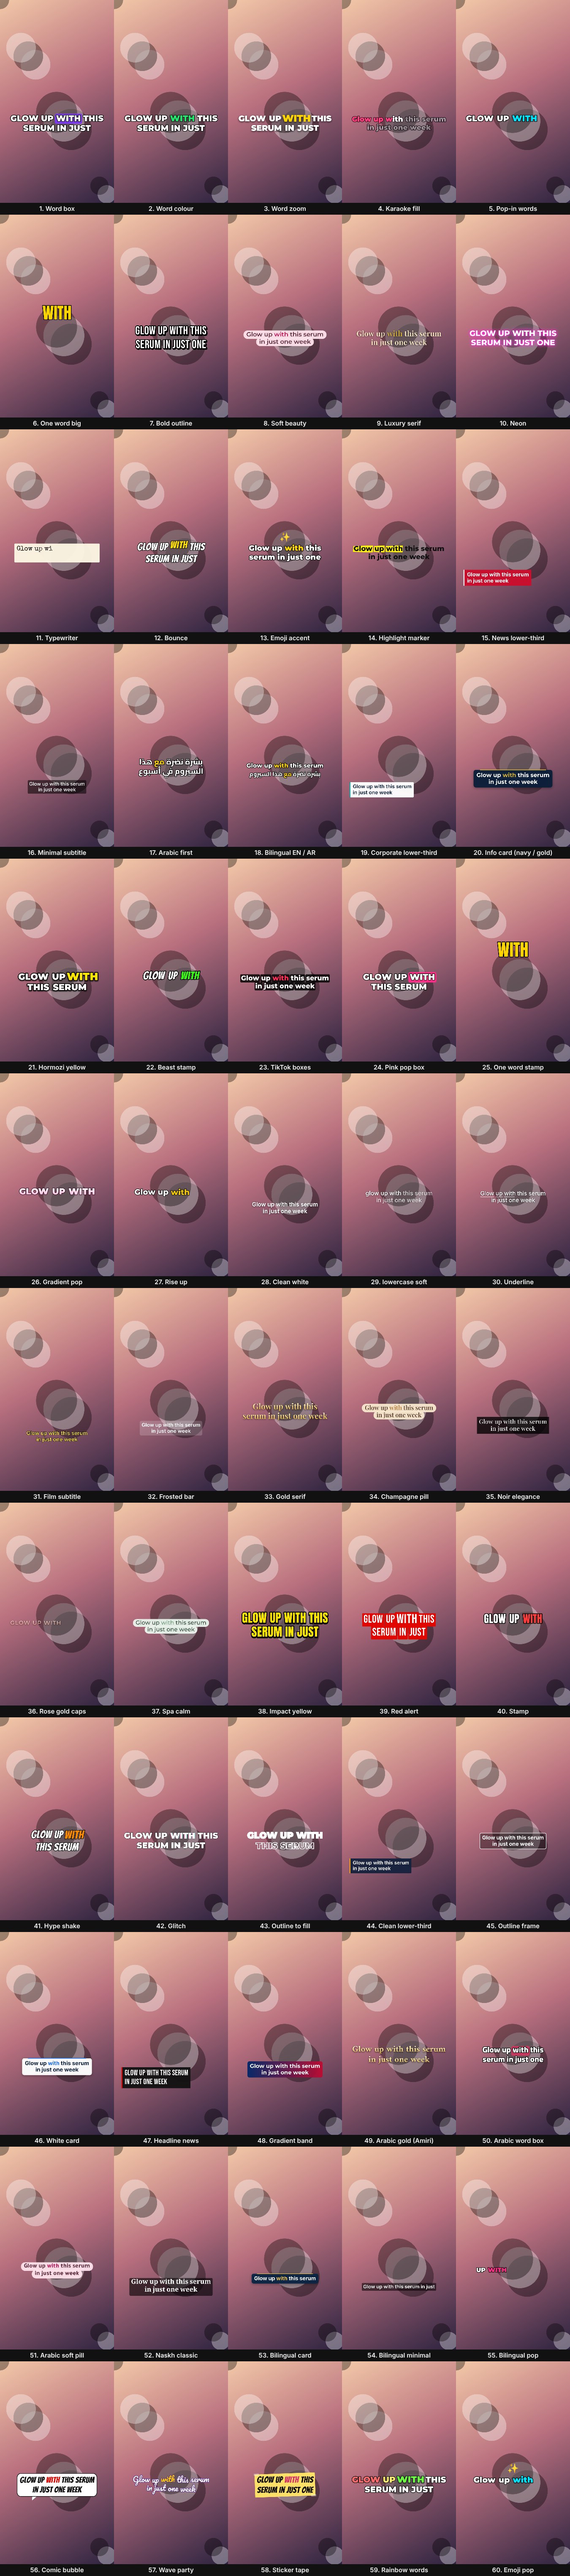 GLOW UP WITH THIS
SERUM IN JUST
GLOW UP WITH THIS
SERUM IN JUST
GLOW UP WITH THIS
SERUM IN JUST
Glow up with this serum
in just one week
GLOW UP WITH
1. Word box
2. Word colour
3. Word zoom
4. Karaoke fill
5. Pop-in words
WITH
GLOW UP WITH THIS
SERUM IN JUST ONE
Glow up with this serum
in just one week
Glow up with this serum
in just one week
GLOW UP WITH THIS
SERUM IN JUST ONE
6. One word big
7. Bold outline
8. Soft beauty
9. Luxury serif
10. Neon
Glow up wi
GLOW UP WITH THIS
SERUM IN JUST
✨
Glow up with this
serum in just one
Glow up with this serum
in just one week
Glow up with this serum
in just one week
11. Typewriter
12. Bounce
13. Emoji accent
14. Highlight marker
15. News lower-third
Glow up with this serum
in just one week
بشرة نضرة مع هذا
السيروم في أسبوع
Glow up with this serum
بشرة نضرة مع هذا السيروم
Glow up with this serum
in just one week
Glow up with this serum
in just one week
16. Minimal subtitle
17. Arabic first
18. Bilingual EN / AR
19. Corporate lower-third
20. Info card (navy / gold)
GLOW UP WITH
THIS SERUM
GLOW UP WITH
Glow up with this serum
in just one week
GLOW UP WITH
THIS SERUM
WITH
21. Hormozi yellow
22. Beast stamp
23. TikTok boxes
24. Pink pop box
25. One word stamp
GLOW UP WITH
Glow up with
Glow up with this serum
in just one week
glow up with this serum
in just one week
Glow up with this serum
in just one week
26. Gradient pop
27. Rise up
28. Clean white
29. lowercase soft
30. Underline
Glow up with this serum
in just one week
Glow up with this serum
in just one week
Glow up with this
serum in just one week
Glow up with this serum
in just one week
Glow up with this serum
in just one week
31. Film subtitle
32. Frosted bar
33. Gold serif
34. Champagne pill
35. Noir elegance
GLOW UP WITH
Glow up with this serum
in just one week
GLOW UP WITH THIS
SERUM IN JUST
GLOW UP WITH THIS
SERUM IN JUST
GLOW UP WITH
36. Rose gold caps
37. Spa calm
38. Impact yellow
39. Red alert
40. Stamp
GLOW UP WITH
THIS SERUM
GLOW UP WITH THIS
SERUM IN JUST
GLOW UP WITH
THIS SERUM
Glow up with this serum
in just one week
Glow up with this serum
in just one week
41. Hype shake
42. Glitch
43. Outline to fill
44. Clean lower-third
45. Outline frame
Glow up with this serum
in just one week
GLOW UP WITH THIS SERUM
IN JUST ONE WEEK
Glow up with this serum
in just one week
Glow up with this serum
in just one week
Glow up with this
serum in just one
46. White card
47. Headline news
48. Gradient band
49. Arabic gold (Amiri)
50. Arabic word box
Glow up with this serum
in just one week
Glow up with this serum
in just one week
Glow up with this serum
Glow up with this serum in just
UP WITH
51. Arabic soft pill
52. Naskh classic
53. Bilingual card
54. Bilingual minimal
55. Bilingual pop
GLOW UP WITH THIS SERUM
IN JUST ONE WEEK
Glow up with this serum
in just one week
GLOW UP WITH THIS
SERUM IN JUST ONE
GLOW UP WITH THIS
SERUM IN JUST
✨
Glow up with
56. Comic bubble
57. Wave party
58. Sticker tape
59. Rainbow words
60. Emoji pop